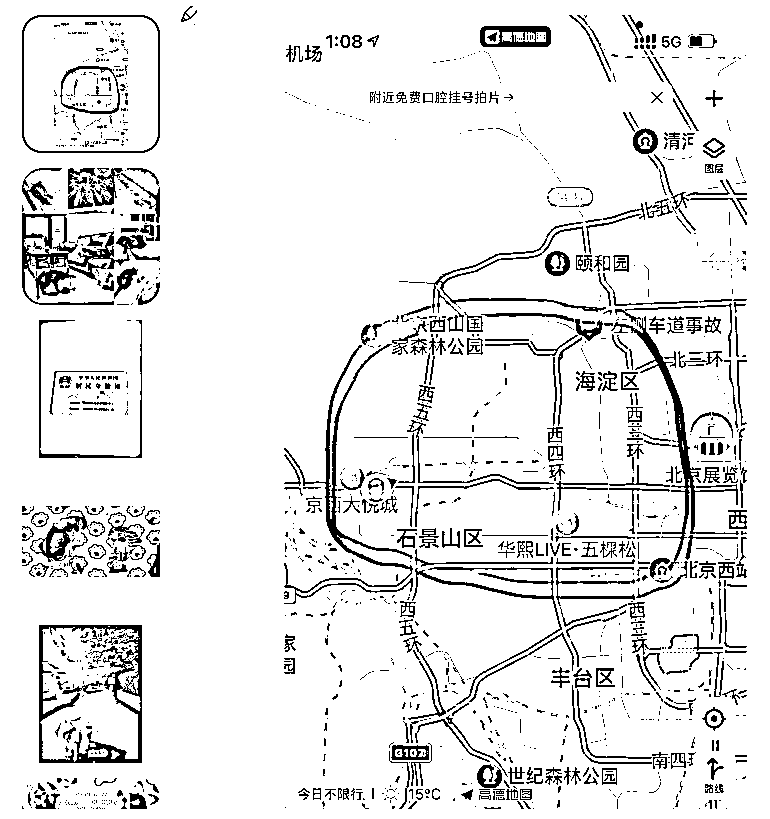 1:08
高德地图
5G
机场
附近免费口腔挂号拍片→
清河
图层
北五环
颐和园
北京西山国
家森林公园
左侧车道事故
北三环
海淀区
西五环
西四环
西三环
北京展览馆
京西大悦城
石景山区
华熙LIVE·五棵松
西
北京西站
西五环
西三环
家
园
丰台区
南四环
世纪森林公园
路线
今日不限行 15°C 高德地图